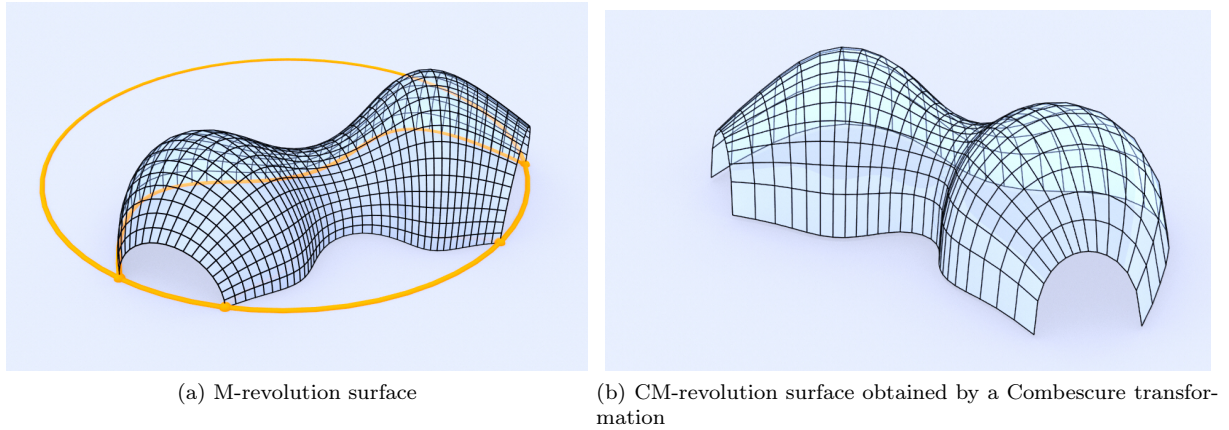 (a) M-revolution surface
(b) CM-revolution surface obtained by a Combescure transfor-
mation